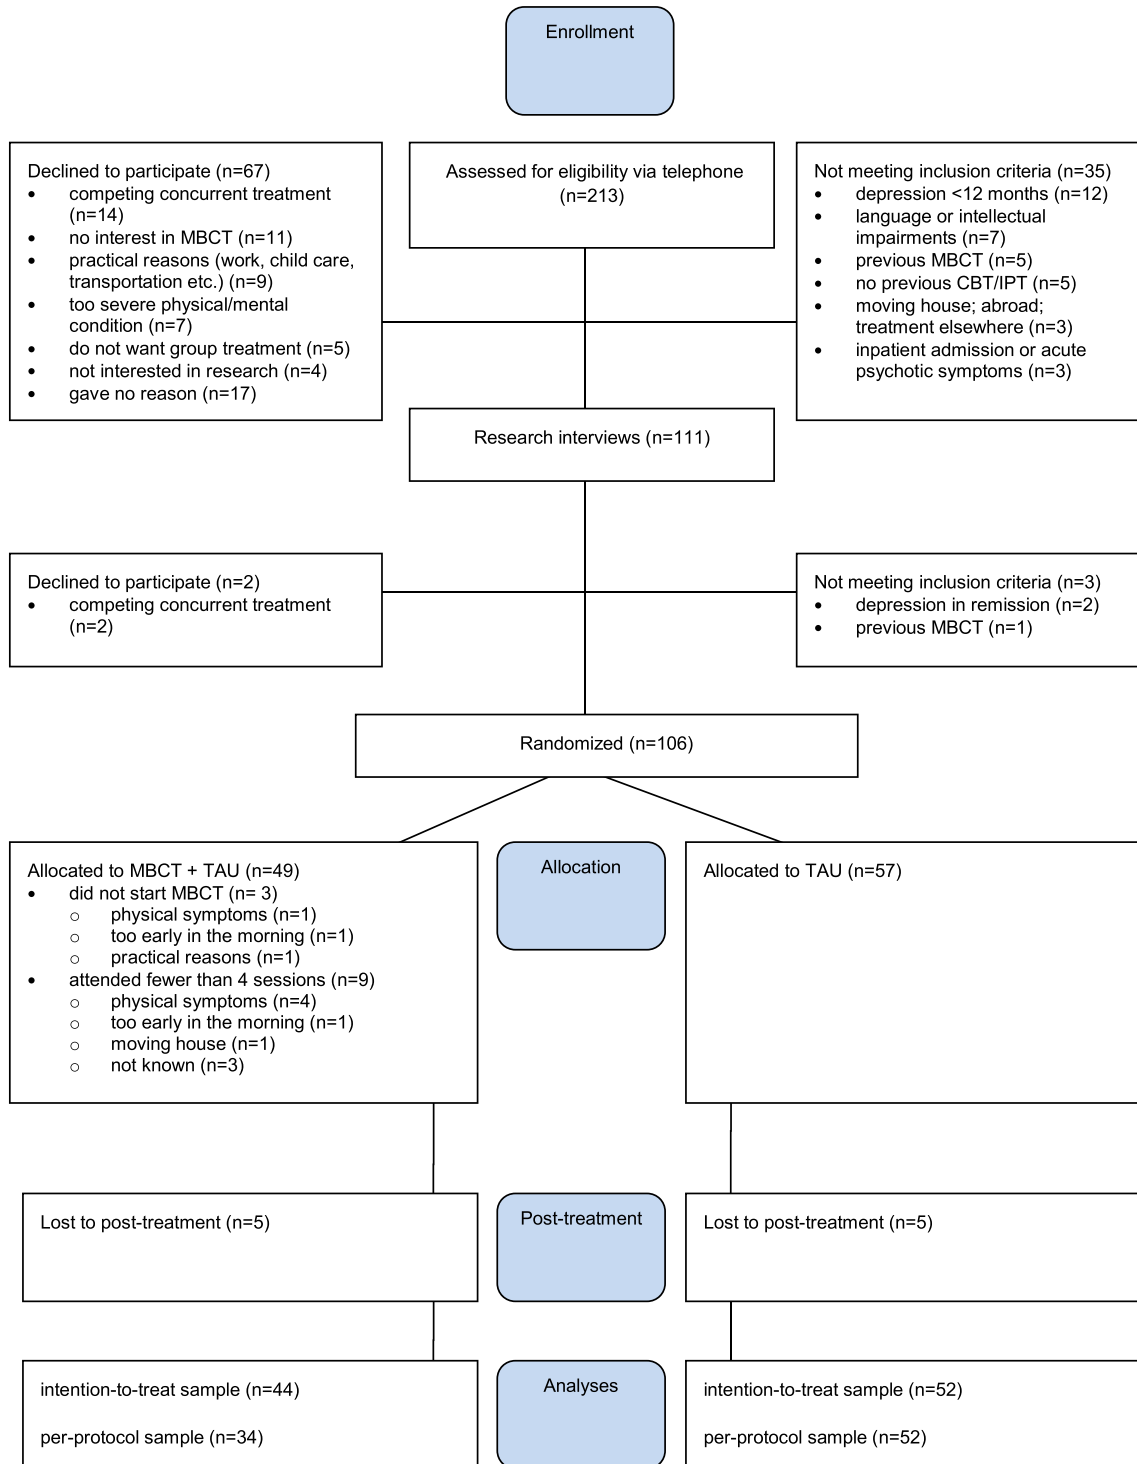 Enrollment
Declined to participate (n=67)
• competing concurrent treatment
(n=14)
• no interest in MBCT (n=11)
• practical reasons (work, child care,
transportation etc.) (n=9)
• too severe physical/mental
condition (n=7)
• do not want group treatment (n=5)
• not interested in research (n=4)
• gave no reason (n=17)
Assessed for eligibility via telephone
(n=213)
Not meeting inclusion criteria (n=35)
• depression <12 months (n=12)
• language or intellectual
impairments (n=7)
• previous MBCT (n=5)
• no previous CBT/IPT (n=5)
• moving house; abroad;
treatment elsewhere (n=3)
• inpatient admission or acute
psychotic symptoms (n=3)
Research interviews (n=111)
Declined to participate (n=2)
• competing concurrent treatment
(n=2)
Not meeting inclusion criteria (n=3)
• depression in remission (n=2)
• previous MBCT (n=1)
Randomized (n=106)
Allocated to MBCT + TAU (n=49)
• did not start MBCT (n= 3)
o physical symptoms (n=1)
o too early in the morning (n=1)
o practical reasons (n=1)
• attended fewer than 4 sessions (n=9)
o physical symptoms (n=4)
o too early in the morning (n=1)
o moving house (n=1)
o not known (n=3)
Allocation
Allocated to TAU (n=57)
Lost to post-treatment (n=5)
Post-treatment
Lost to post-treatment (n=5)
intention-to-treat sample (n=44)
per-protocol sample (n=34)
Analyses
intention-to-treat sample (n=52)
per-protocol sample (n=52)